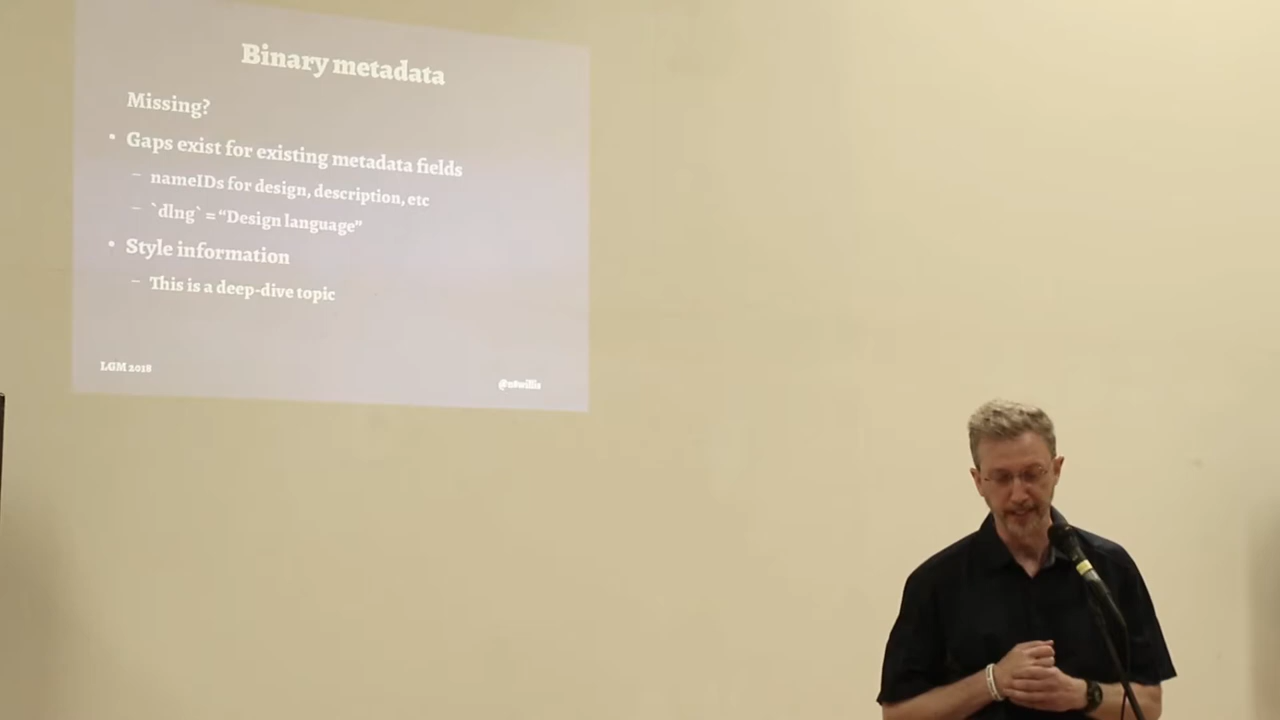 Binary metadata
Missing?
• Gaps exist for existing metadata fields
– nameIDs for design, description, etc
– `dlng` = “Design language”
• Style information
– This is a deep-dive topic
LGM 2018